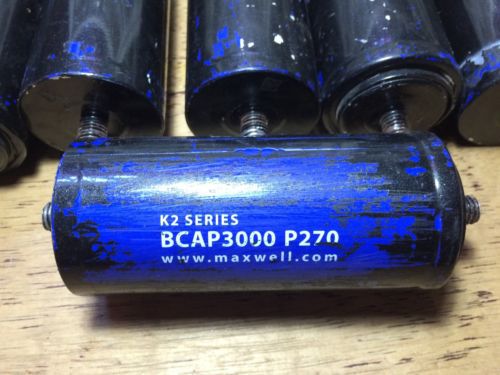 K2 SERIES
BCAP3000 P270
www.maxwell.com